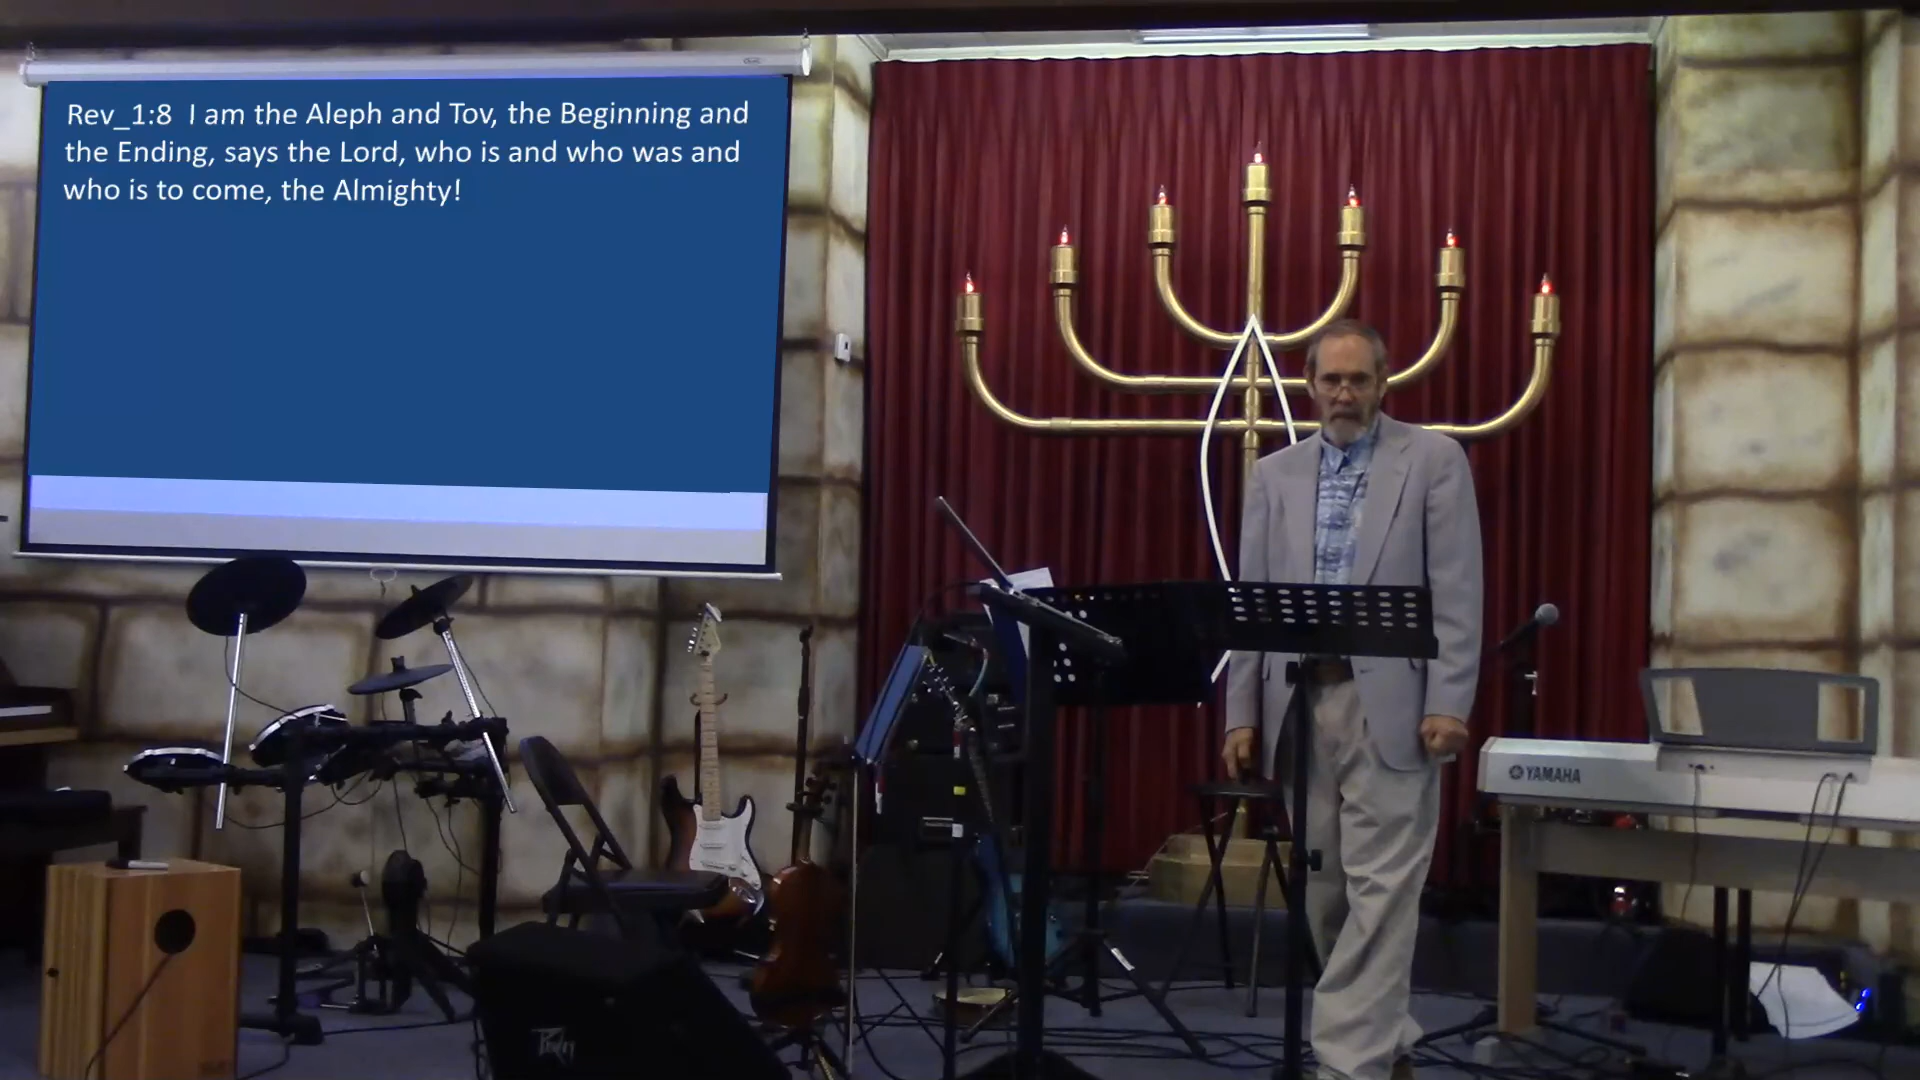 Rev_1:8 I am the Aleph and Tov, the Beginning and
the Ending, says the Lord, who is and who was and
who is to come, the Almighty!
YAMAHA
Peavey